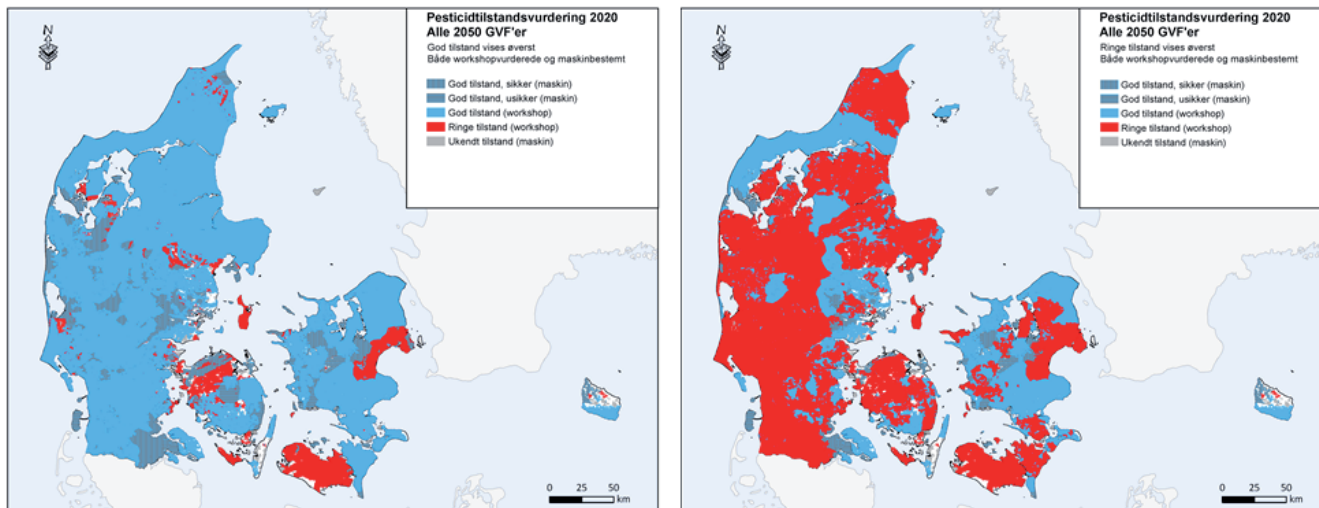 Pesticidtilstandsvurdering 2020
Alle 2050 GVF'er
God tilstand vises øverst
Både workshopvurderede og maskinbestemt
N
God tilstand, sikker (maskin)
God tilstand, usikker (maskin)
God tilstand (workshop)
Ringe tilstand (workshop)
Ukendt tilstand (maskin)
0 25 50
km
Pesticidtilstandsvurdering 2020
Alle 2050 GVF'er
Ringe tilstand vises øverst
Både workshopvurderede og maskinbestemt
N
God tilstand, sikker (maskin)
God tilstand, usikker (maskin)
God tilstand (workshop)
Ringe tilstand (workshop)
Ukendt tilstand (maskin)
0 25 50
km